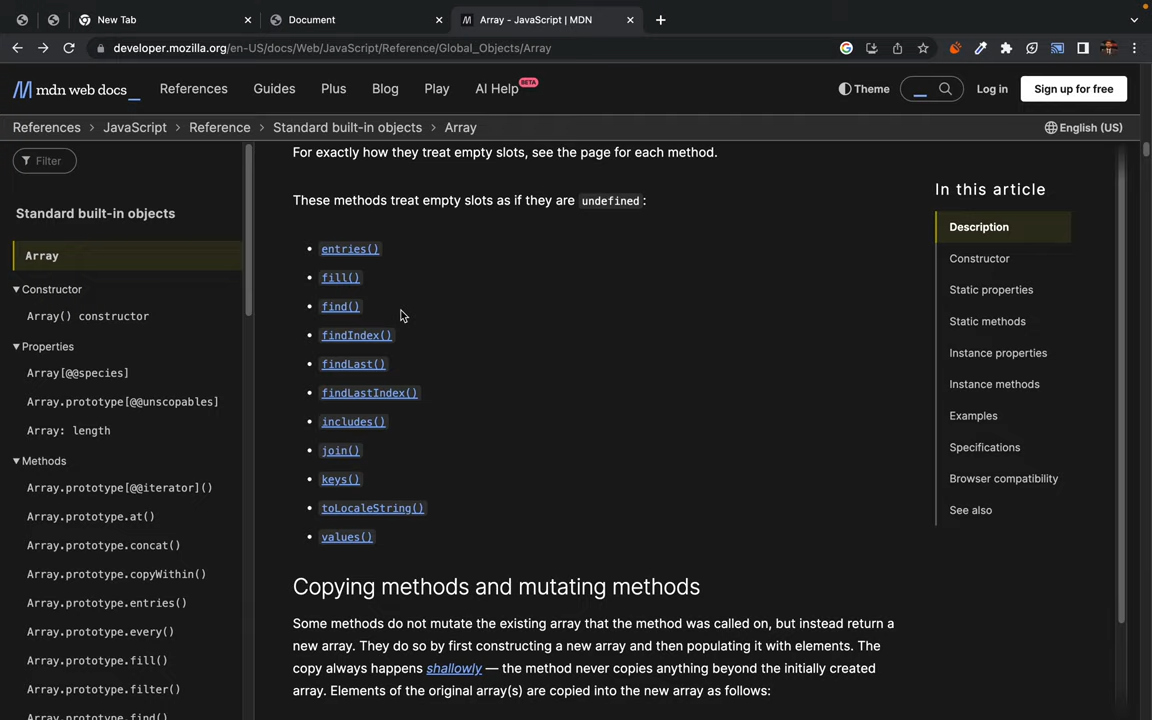 New Tab
Document
Array - JavaScript | MDN
developer.mozilla.org/en-US/docs/Web/JavaScript/Reference/Global_Objects/Array
mdn web docs_
References
Guides
Plus
Blog
Play
AI Help BETA
Theme
Log in
Sign up for free
References > JavaScript > Reference > Standard built-in objects > Array
English (US)
Filter
Standard built-in objects
Array
Constructor
Array() constructor
Properties
Array[@@species]
Array.prototype[@@unscopables]
Array: length
Methods
Array.prototype[@@iterator]()
Array.prototype.at()
Array.prototype.concat()
Array.prototype.copyWithin()
Array.prototype.entries()
Array.prototype.every()
Array.prototype.fill()
Array.prototype.filter()
Array.prototype.find()
For exactly how they treat empty slots, see the page for each method.
These methods treat empty slots as if they are undefined:
• entries()
• fill()
• find()
• findIndex()
• findLast()
• findLastIndex()
• includes()
• join()
• keys()
• toLocaleString()
• values()
Copying methods and mutating methods
Some methods do not mutate the existing array that the method was called on, but instead return a
new array. They do so by first constructing a new array and then populating it with elements. The
copy always happens shallowly — the method never copies anything beyond the initially created
array. Elements of the original array(s) are copied into the new array as follows:
In this article
Description
Constructor
Static properties
Static methods
Instance properties
Instance methods
Examples
Specifications
Browser compatibility
See also